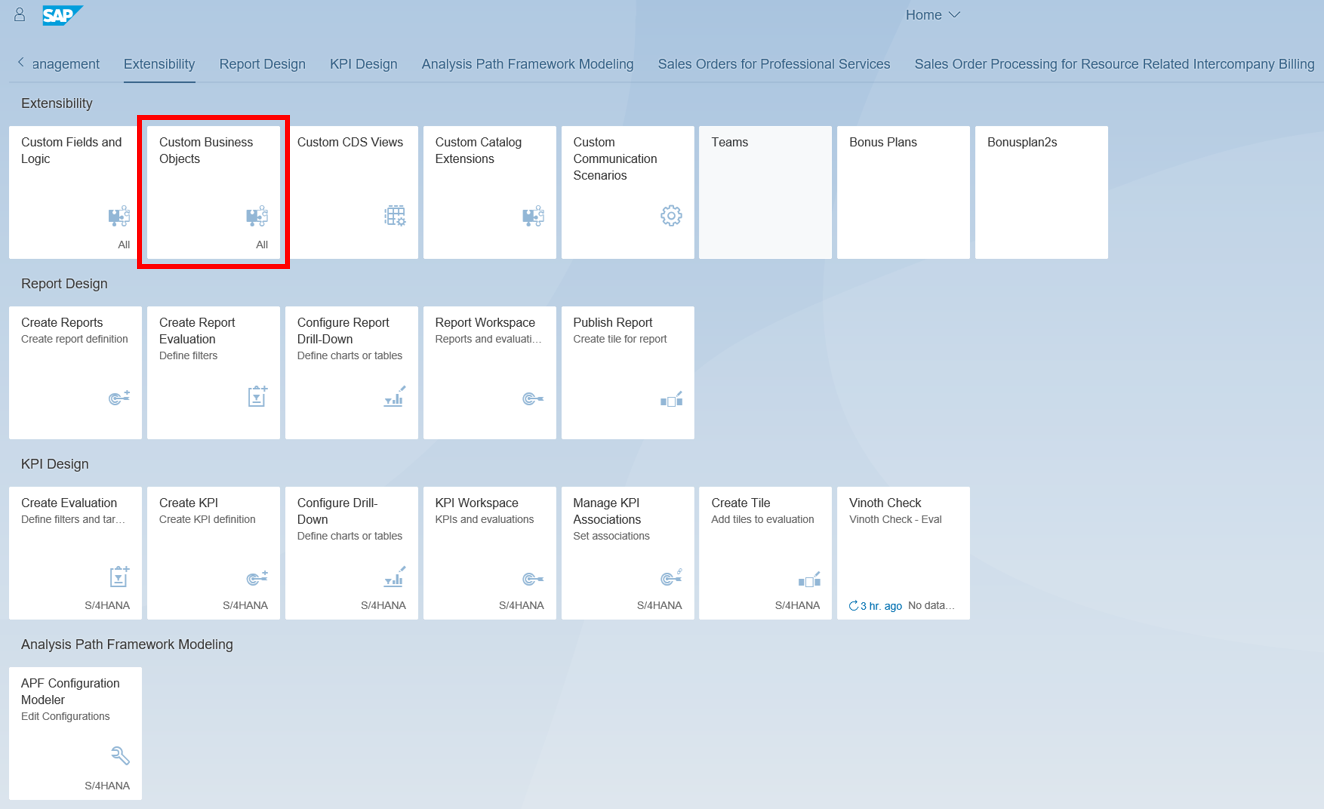 SAP
Home
anagement
Extensibility
Report Design
KPI Design
Analysis Path Framework Modeling
Sales Orders for Professional Services
Sales Order Processing for Resource Related Intercompany Billing
Extensibility
Custom Fields and
Logic
All
Custom Business
Objects
All
Custom CDS Views
Custom Catalog
Extensions
Custom
Communication
Scenarios
Teams
Bonus Plans
Bonusplan2s
Report Design
Create Reports
Create report definition
Create Report
Evaluation
Define filters
Configure Report
Drill-Down
Define charts or tables
Report Workspace
Reports and evaluati...
Publish Report
Create tile for report
KPI Design
Create Evaluation
Define filters and tar...
S/4HANA
Create KPI
Create KPI definition
S/4HANA
Configure Drill-
Down
Define charts or tables
S/4HANA
KPI Workspace
KPIs and evaluations
S/4HANA
Manage KPI
Associations
Set associations
S/4HANA
Create Tile
Add tiles to evaluation
S/4HANA
Vinoth Check
Vinoth Check - Eval
3 hr. ago No data...
Analysis Path Framework Modeling
APF Configuration
Modeler
Edit Configurations
S/4HANA